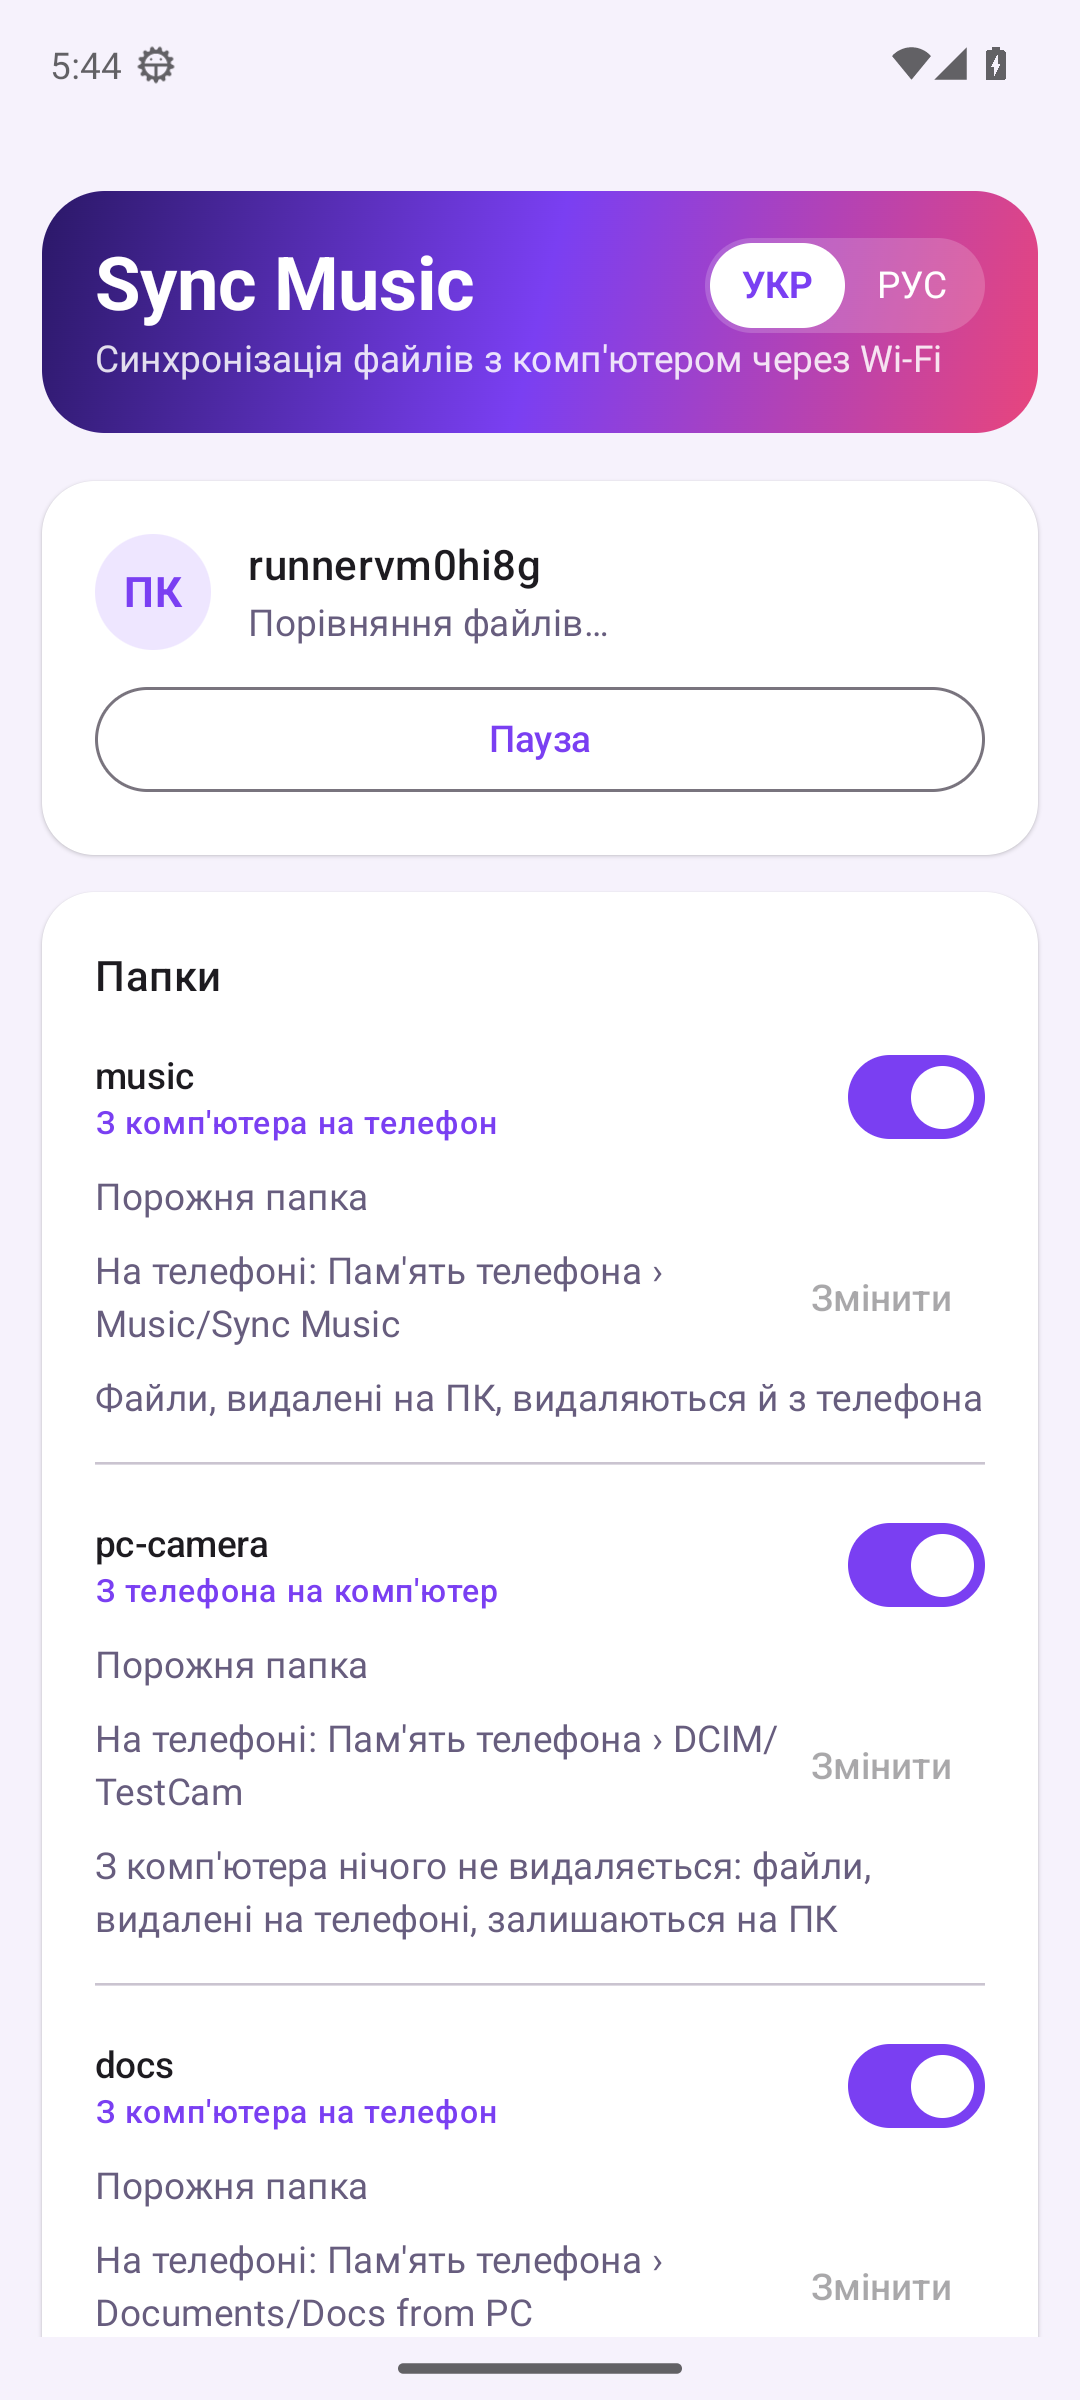 5:44
Sync Music
УКР РУС
Синхронізація файлів з комп'ютером через Wi-Fi
ПК
runnervm0hi8g
Порівняння файлів…
Пауза
Папки
music
З комп'ютера на телефон
Порожня папка
На телефоні: Пам'ять телефона ›
Music/Sync Music
Змінити
Файли, видалені на ПК, видаляються й з телефона
pc-camera
З телефона на комп'ютер
Порожня папка
На телефоні: Пам'ять телефона › DCIM/
TestCam
Змінити
З комп'ютера нічого не видаляється: файли,
видалені на телефоні, залишаються на ПК
docs
З комп'ютера на телефон
Порожня папка
На телефоні: Пам'ять телефона ›
Documents/Docs from PC
Змінити